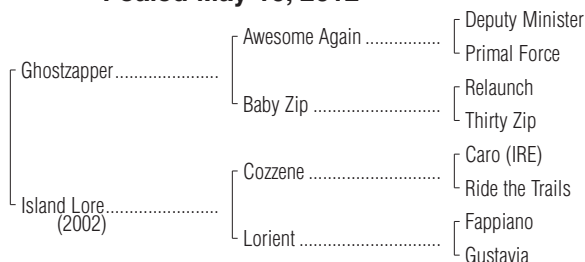 Foaled May 10, 2012
Deputy Minister
Awesome Again ..................
Primal Force
Ghostzapper.......................
Relaunch
Baby Zip ............................
Thirty Zip
Caro (IRE)
Cozzene .............................
Ride the Trails
Island Lore.........................
(2002)
Fappiano
Lorient ...............................
Gustavia